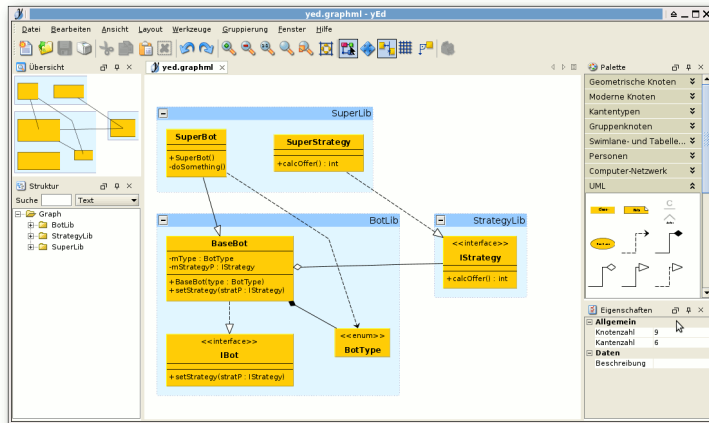 yed.graphml - yEd
Datei Bearbeiten Ansicht Layout Werkzeuge Gruppierung Fenster Hilfe
Übersicht
yed.graphml
Palette
Geometrische Knoten
Moderne Knoten
Kantentypen
Gruppenknoten
Swimlane- und Tabelle...
Personen
Computer-Netzwerk
UML
Struktur
Suche Text
Graph
BotLib
StrategyLib
SuperLib
SuperLib
SuperBot
+SuperBot()
-doSomething()
SuperStrategy
+calcOffer() : int
BotLib
BaseBot
-mType : BotType
-mStrategyP : IStrategy
+BaseBot(type : BotType)
+setStrategy(stratP : IStrategy)
<<interface>>
IBot
+setStrategy(stratP : IStrategy)
<<enum>>
BotType
StrategyLib
<<interface>>
IStrategy
+calcOffer() : int
Eigenschaften
Allgemein
Knotenzahl 9
Kantenzahl 6
Daten
Beschreibung